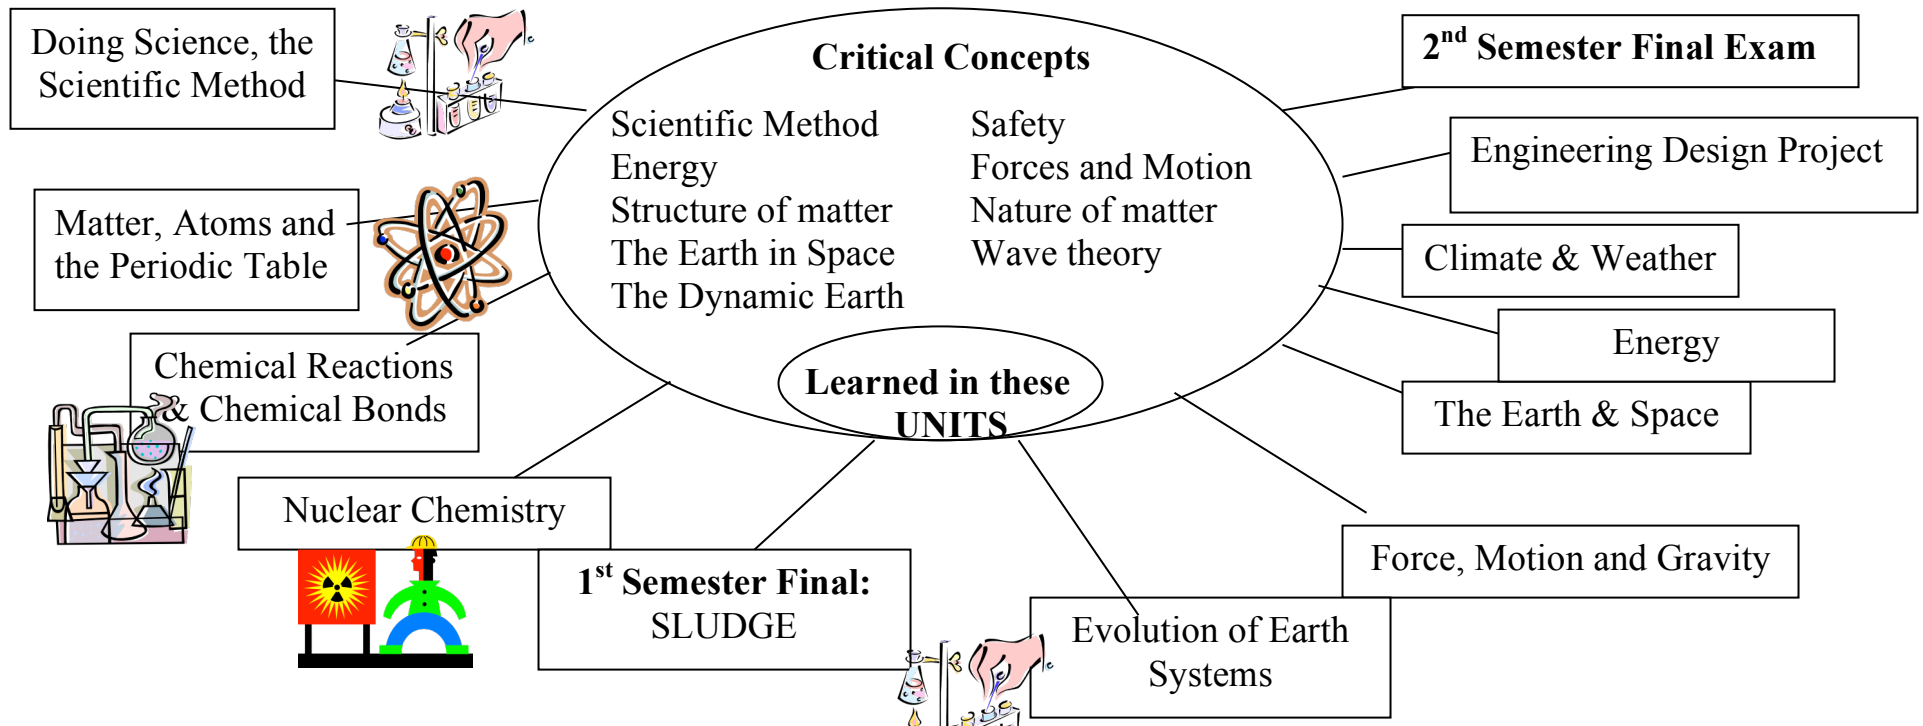 Doing Science, the
Scientific Method
Critical Concepts
2nd Semester Final Exam
Scientific Method
Safety
Energy
Forces and Motion
Structure of matter
Nature of matter
The Earth in Space
Wave theory
The Dynamic Earth
Engineering Design Project
Matter, Atoms and
the Periodic Table
Climate & Weather
Energy
Chemical Reactions
& Chemical Bonds
Learned in these
UNITS
The Earth & Space
Nuclear Chemistry
Force, Motion and Gravity
1st Semester Final:
SLUDGE
Evolution of Earth
Systems